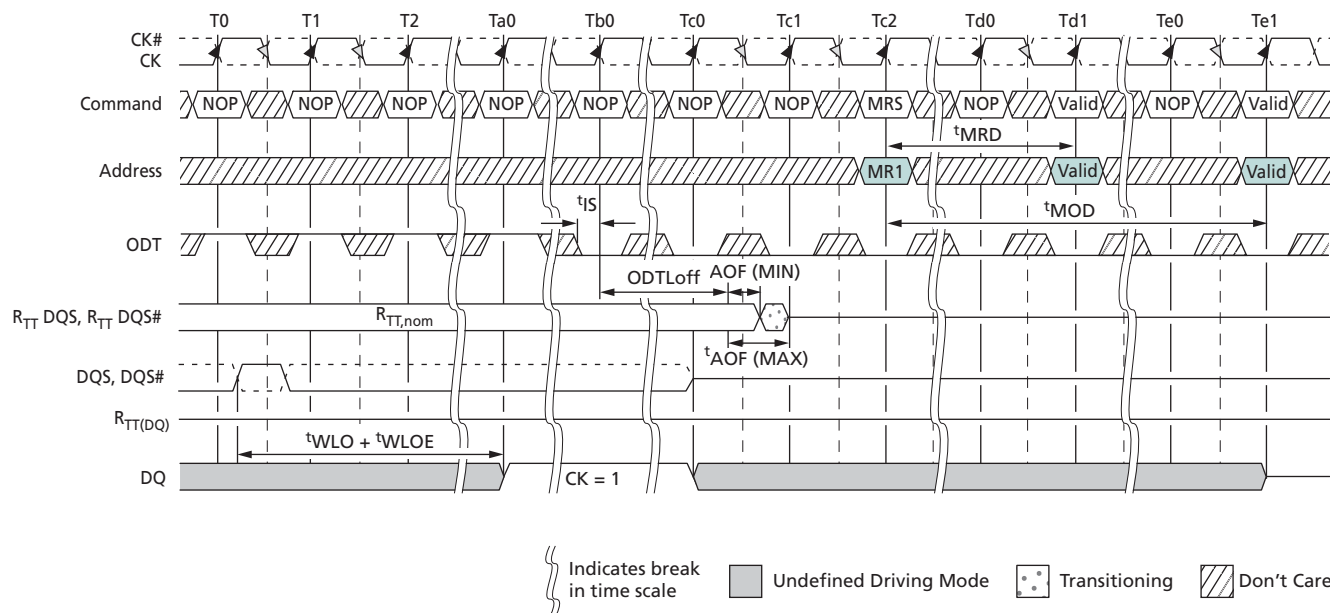 T0 T1 T2 Ta0 Tb0 Tc0 Tc1 Tc2 Td0 Td1 Te0 Te1
CK#
CK
Command NOP NOP NOP NOP NOP NOP NOP MRS NOP Valid NOP Valid
tMRD
Address MR1 Valid Valid
tIS tMOD
ODT
ODTLoff AOF (MIN)
RTT DQS, RTT DQS# RTT,nom
tAOF (MAX)
DQS, DQS#
RTT(DQ)
tWLO + tWLOE
DQ CK = 1
Indicates break
in time scale
Undefined Driving Mode Transitioning Don't Care